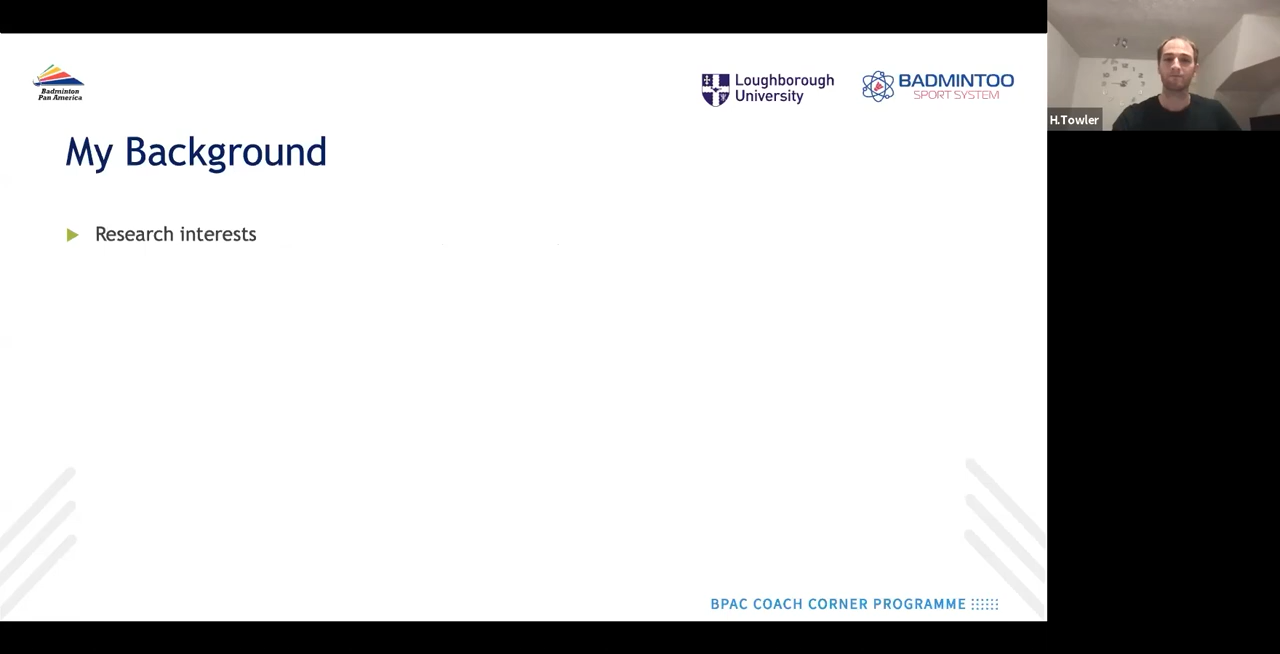 Badminton
Pan America
Loughborough
University
BADMINTOO
SPORT SYSTEM
H.Towler
My Background
Research interests
BPAC COACH CORNER PROGRAMME